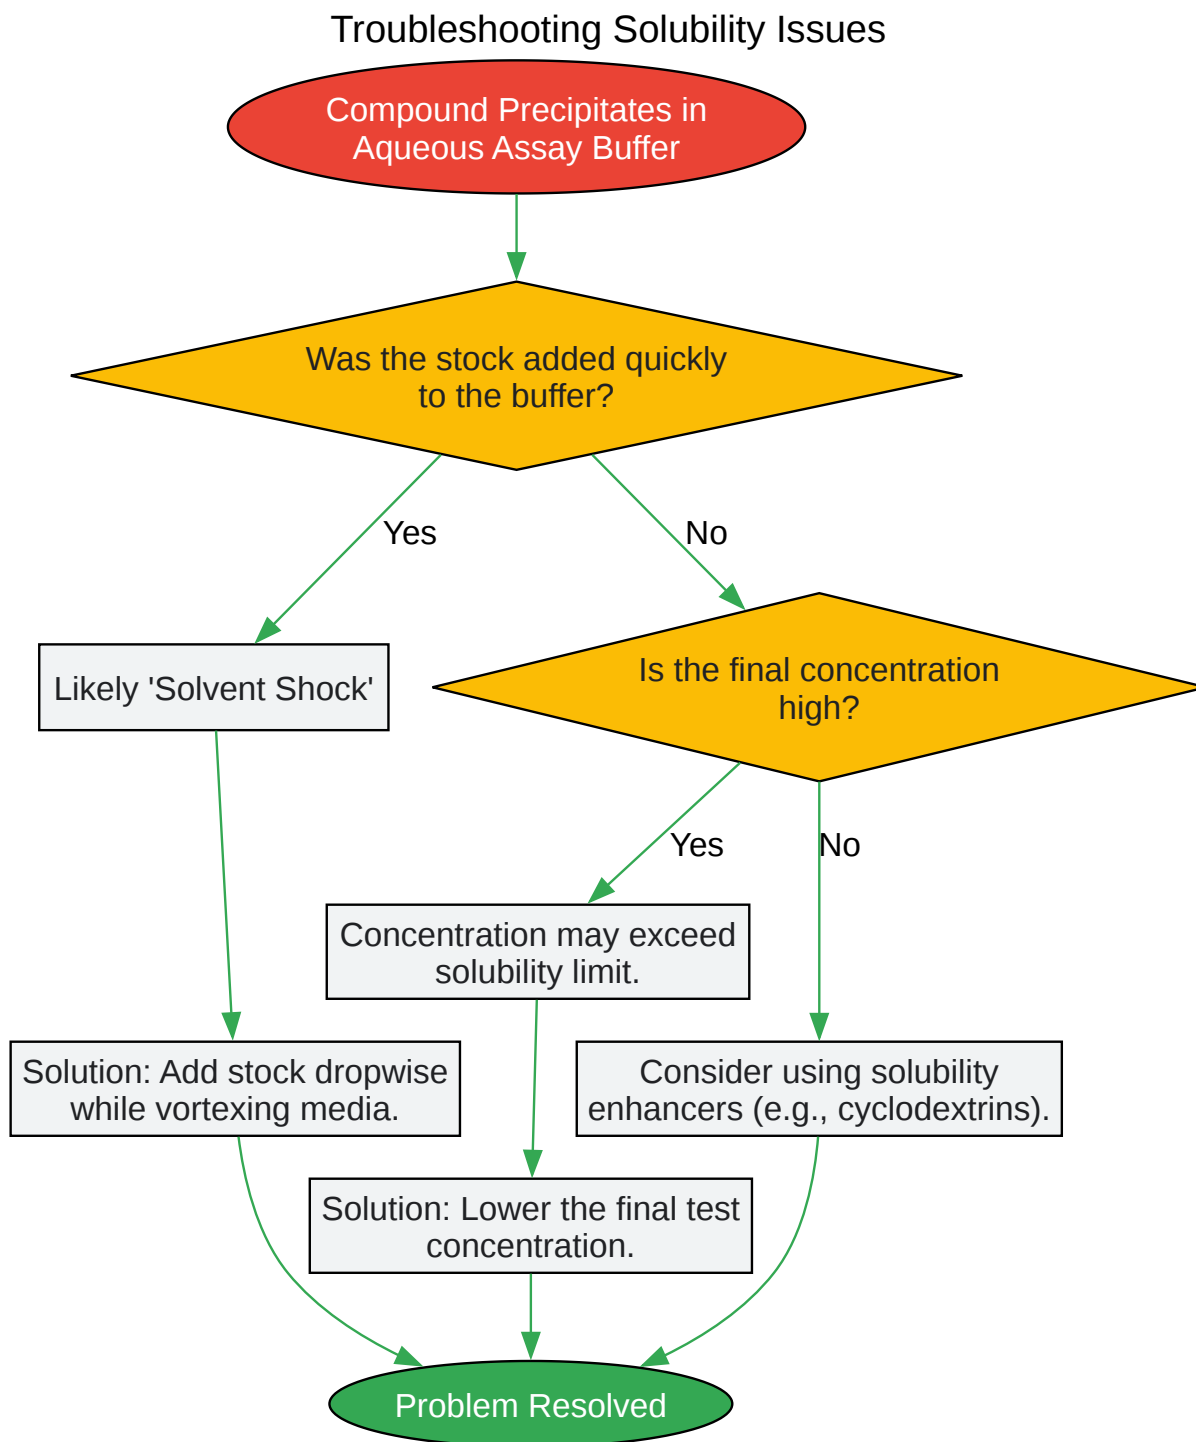 Troubleshooting Solubility Issues
Compound Precipitates in
Aqueous Assay Buffer
Was the stock added quickly
to the buffer?
Yes
No
Likely 'Solvent Shock'
Is the final concentration
high?
Yes
No
Concentration may exceed
solubility limit.
Solution: Add stock dropwise
while vortexing media.
Consider using solubility
enhancers (e.g., cyclodextrins).
Solution: Lower the final test
concentration.
Problem Resolved